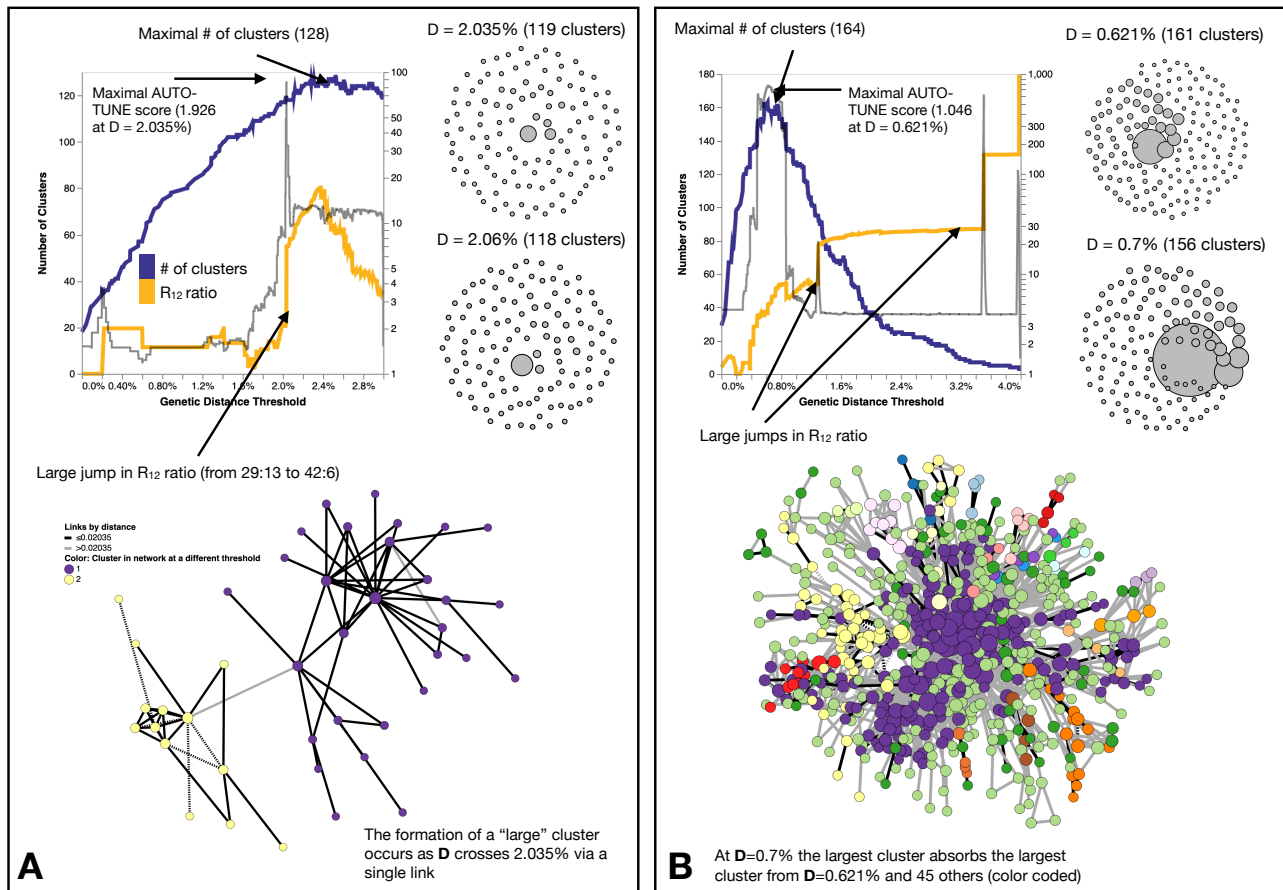 Maximal # of clusters (128)
D = 2.035% (119 clusters)
Maximal AUTO-
TUNE score (1.926
at D = 2.035%)
Number of Clusters
0
20
40
60
80
100
120
100
80
60
50
40
30
20
10
5
4
3
2
1
# of clusters
R12 ratio
0.0%
0.40%
0.80%
1.2%
1.6%
2.0%
2.4%
2.8%
Genetic Distance Threshold
D = 2.06% (118 clusters)
Large jump in R12 ratio (from 29:13 to 42:6)
Links by distance
≤0.02035
>0.02035
Color: Cluster in network at a different threshold
1
2
The formation of a “large” cluster
occurs as D crosses 2.035% via a
single link
A
Maximal # of clusters (164)
D = 0.621% (161 clusters)
Maximal AUTO-
TUNE score (1.046
at D = 0.621%)
Number of Clusters
0
20
40
60
80
100
120
140
160
180
1,000
500
300
200
100
50
30
20
10
5
4
3
2
1
0.0%
0.80%
1.6%
2.4%
3.2%
4.0%
Genetic Distance Threshold
D = 0.7% (156 clusters)
Large jumps in R12 ratio
B
At D=0.7% the largest cluster absorbs the largest
cluster from D=0.621% and 45 others (color coded)